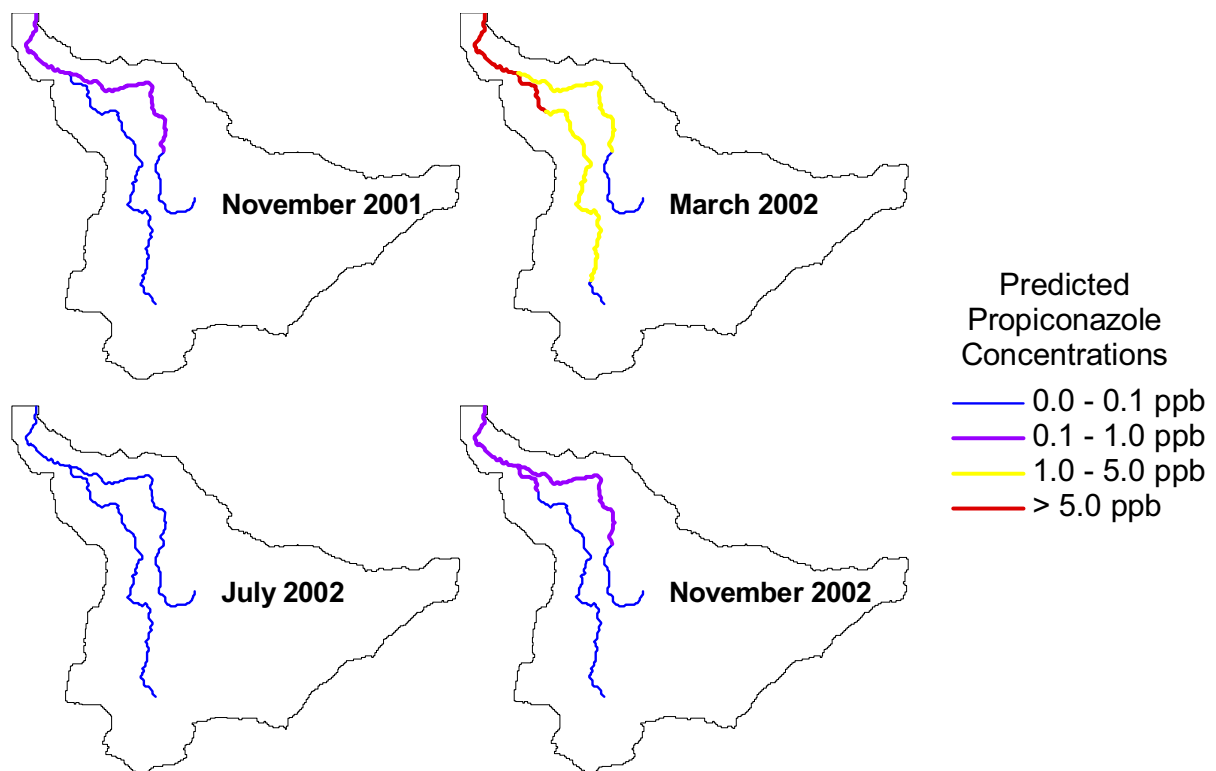 November 2001
March 2002
July 2002
November 2002
Predicted
Propiconazole
Concentrations
0.0 - 0.1 ppb
0.1 - 1.0 ppb
1.0 - 5.0 ppb
> 5.0 ppb